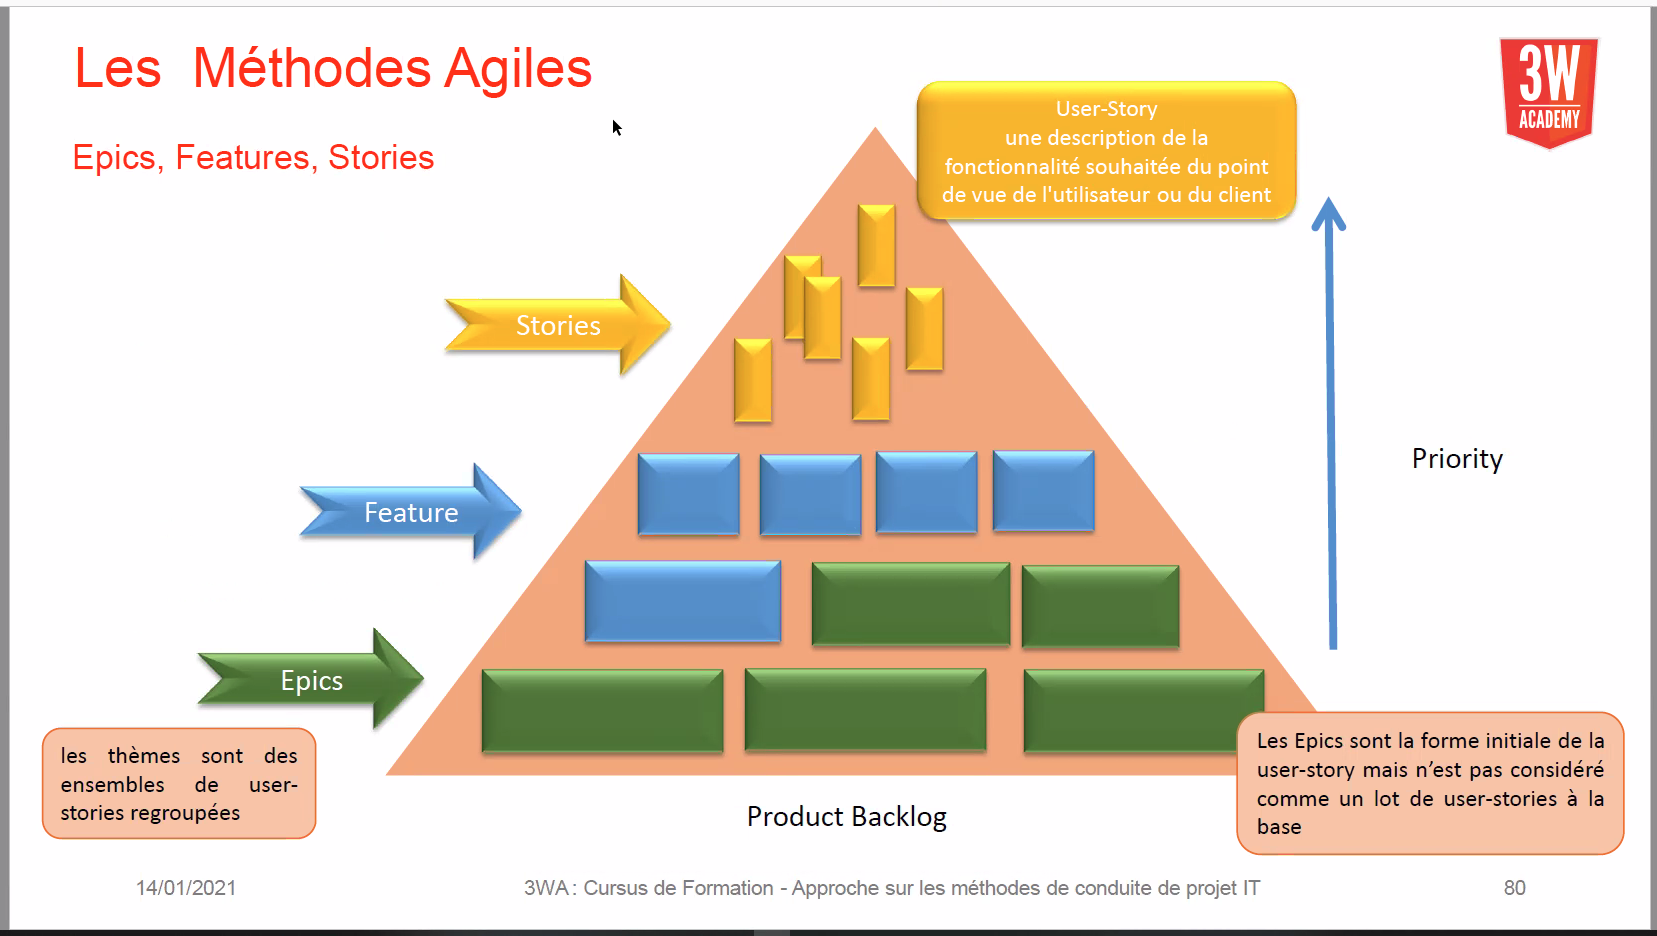 Les Méthodes Agiles
Epics, Features, Stories
3W
ACADEMY
User-Story
une description de la
fonctionnalité souhaitée du point
de vue de l'utilisateur ou du client
Stories
Priority
Feature
Epics
les thèmes sont des
ensembles de user-
stories regroupées
Les Epics sont la forme initiale de la
user-story mais n’est pas considéré
comme un lot de user-stories à la
base
Product Backlog
14/01/2021
3WA : Cursus de Formation - Approche sur les méthodes de conduite de projet IT
80